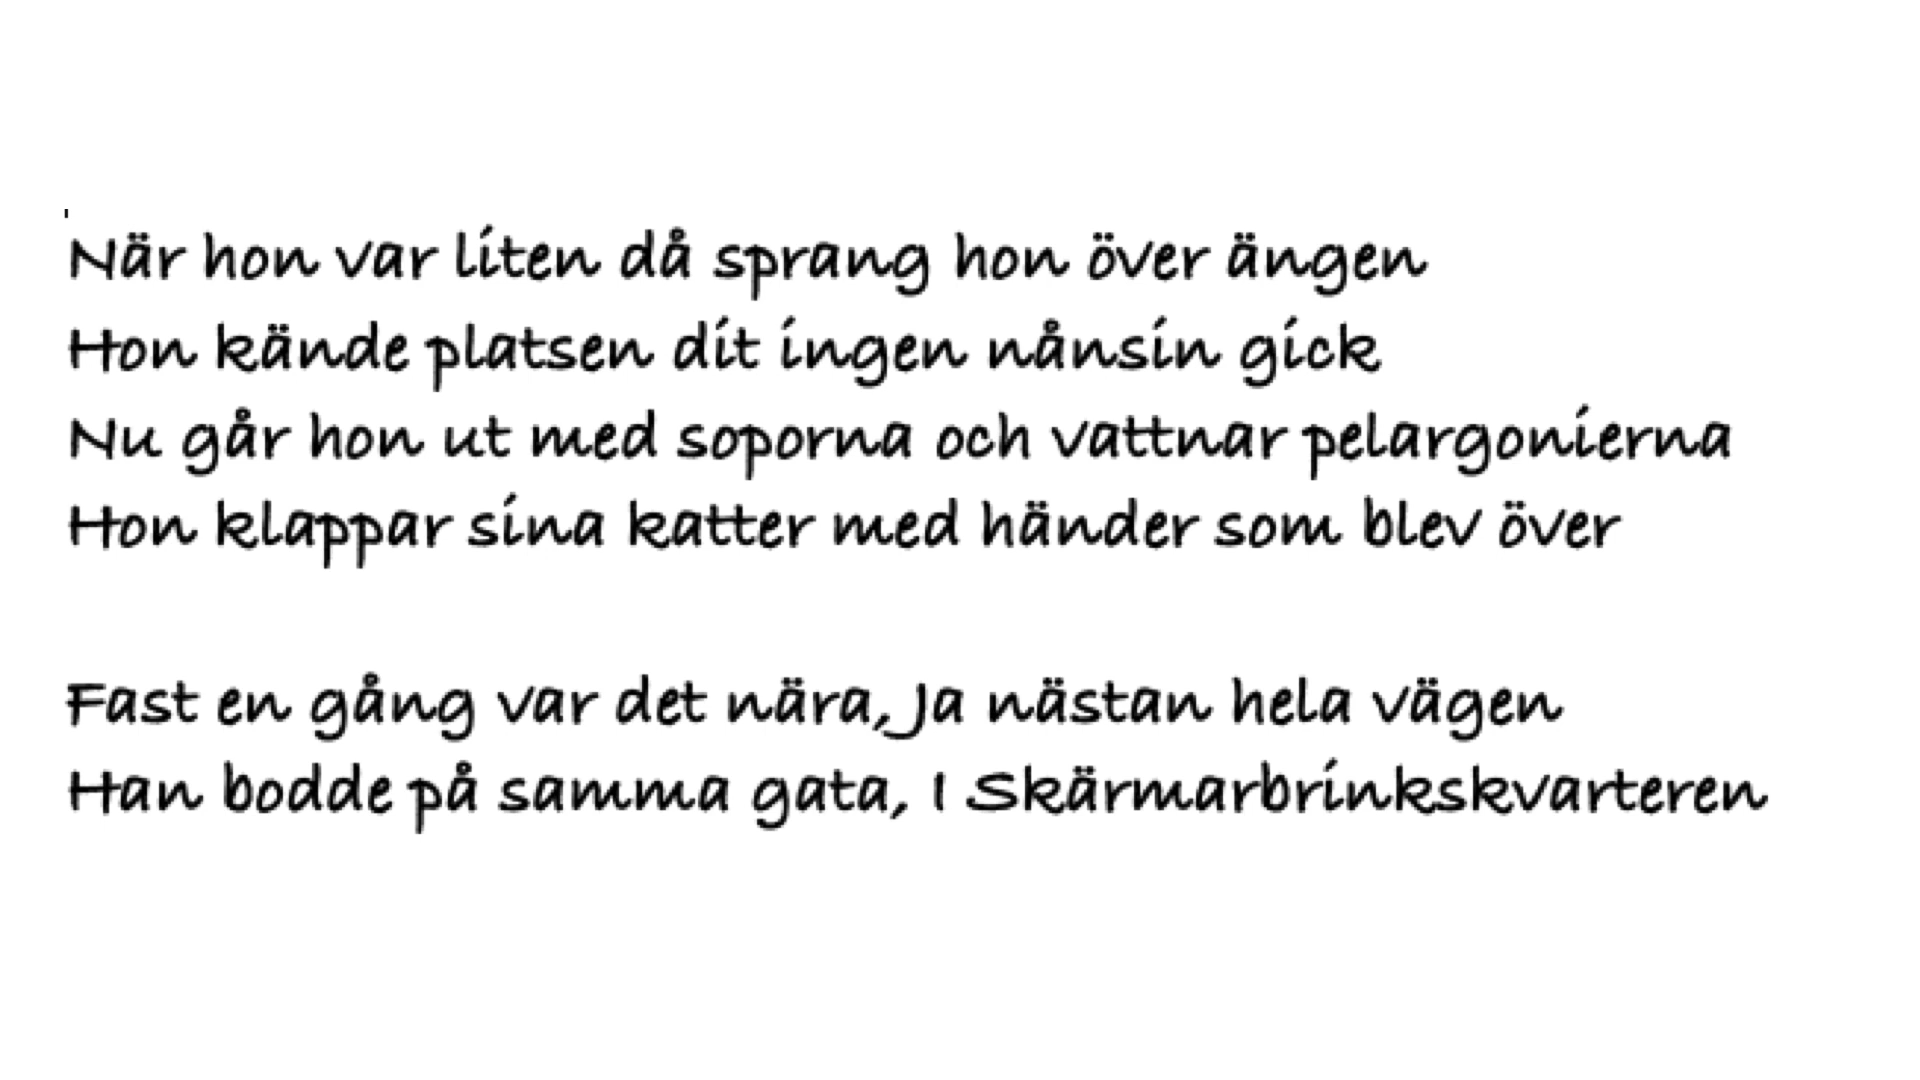 När hon var liten då sprang hon över ängen
Hon kände platsen dit ingen nånsin gick
Nu går hon ut med soporna och vattnar pelargonierna
Hon klappar sina katter med händer som blev över
Fast en gång var det nära, Ja nästan hela vägen
Han bodde på samma gata, I Skärmarbrinkskvarteren